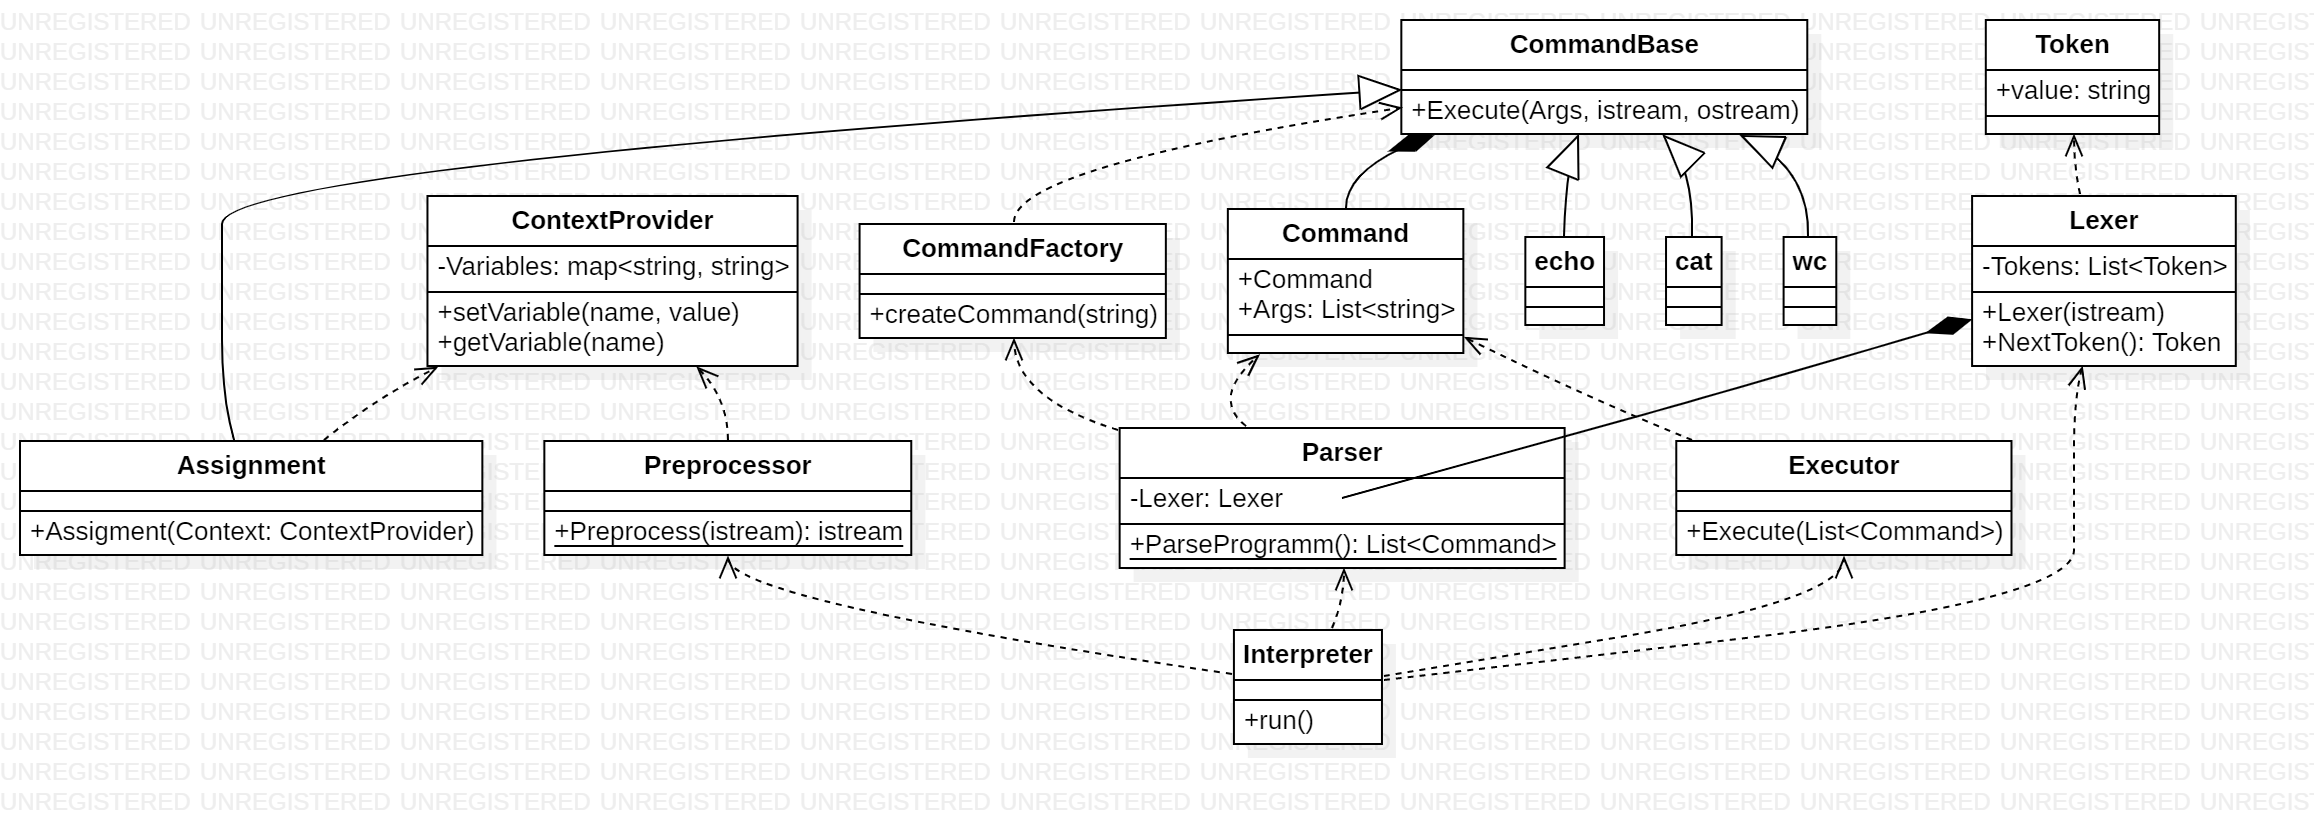 CommandBase
+Execute(Args, istream, ostream)
Token
+value: string
ContextProvider
-Variables: map<string, string>
+setVariable(name, value)
+getVariable(name)
CommandFactory
+createCommand(string)
Command
+Command
+Args: List<string>
echo
cat
wc
Lexer
-Tokens: List<Token>
+Lexer(istream)
+NextToken(): Token
Assignment
+Assigment(Context: ContextProvider)
Preprocessor
+Preprocess(istream): istream
Parser
-Lexer: Lexer
+ParseProgramm(): List<Command>
Executor
+Execute(List<Command>)
Interpreter
+run()
UNREGISTERED